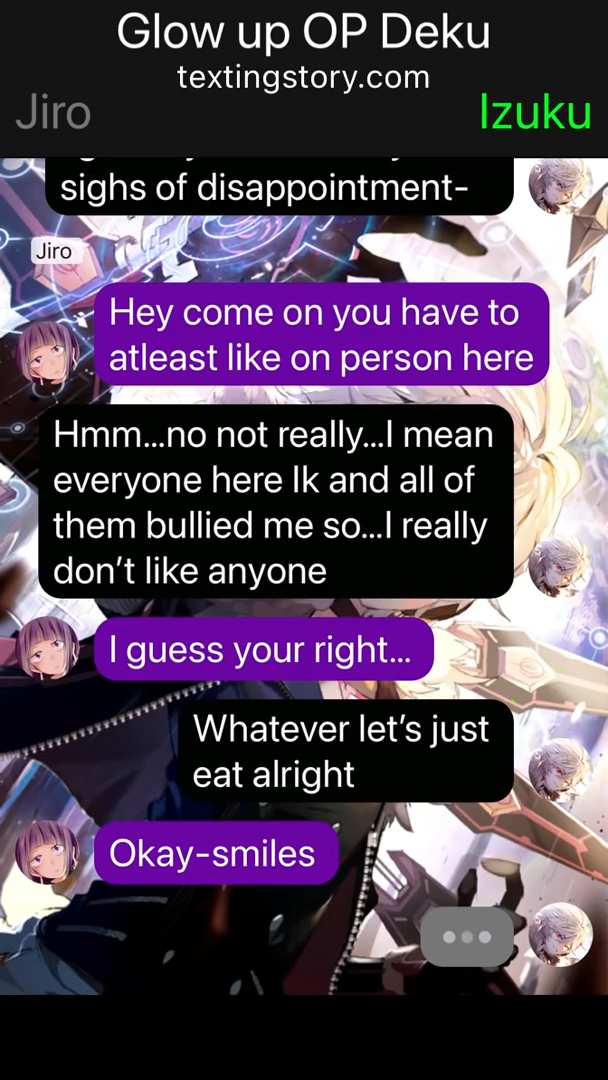 Glow up OP Deku
textingstory.com
Jiro
Izuku
sighs of disappointment-
Jiro
Hey come on you have to
atleast like on person here
Hmm...no not really...I mean
everyone here Ik and all of
them bullied me so...I really
don't like anyone
I guess your right...
Whatever let's just
eat alright
Okay-smiles